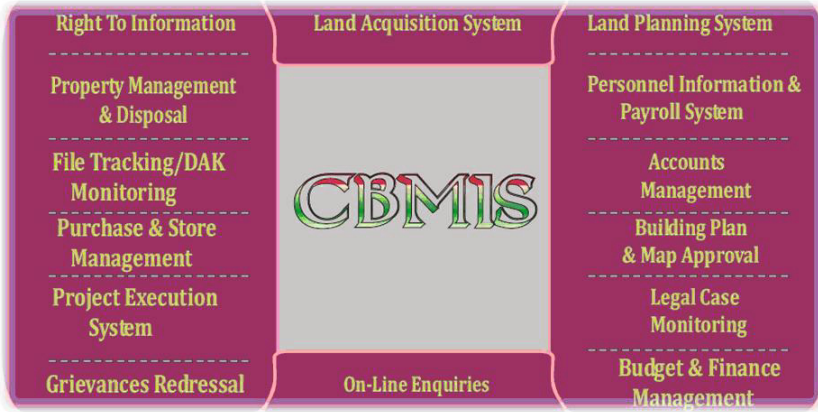 Right To Information
Land Acquisition System
Land Planning System
Property Management
& Disposal
Personnel Information &
Payroll System
File Tracking/DAK
Monitoring
Accounts
Management
CBMIS
Purchase & Store
Management
Building Plan
& Map Approval
Project Execution
System
Legal Case
Monitoring
Grievances Redressal
On-Line Enquiries
Budget & Finance
Management